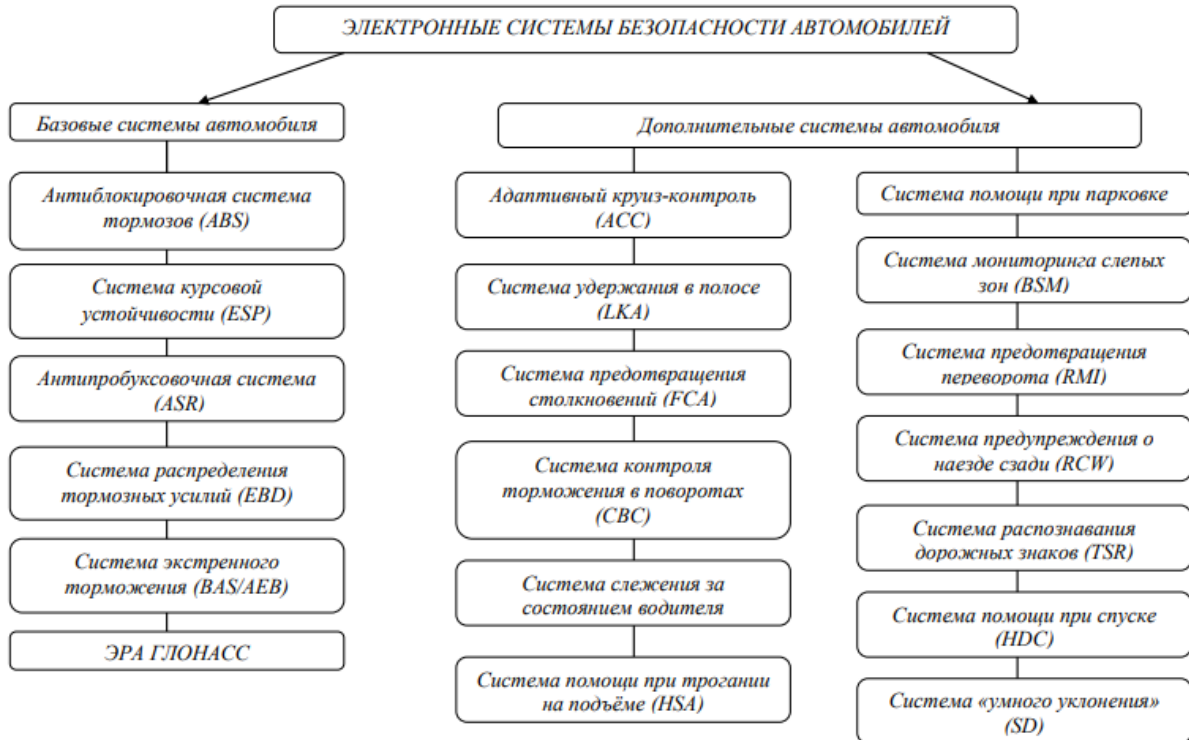 ЭЛЕКТРОННЫЕ СИСТЕМЫ БЕЗОПАСНОСТИ АВТОМОБИЛЕЙ
Базовые системы автомобиля
Антиблокировочная система
тормозов (ABS)
Система курсовой
устойчивости (ESP)
Антипробуксовочная система
(ASR)
Система распределения
тормозных усилий (EBD)
Система экстренного
торможения (BAS/AEB)
ЭРА ГЛОНАСС
Дополнительные системы автомобиля
Адаптивный круиз-контроль
(ACC)
Система удержания в полосе
(LKA)
Система предотвращения
столкновений (FCA)
Система контроля
торможения в поворотах
(CBC)
Система слежения за
состоянием водителя
Система помощи при трогании
на подъёме (HSA)
Система помощи при парковке
Система мониторинга слепых
зон (BSM)
Система предотвращения
переворота (RMI)
Система предупреждения о
наезде сзади (RCW)
Система распознавания
дорожных знаков (TSR)
Система помощи при спуске
(HDC)
Система «умного уклонения»
(SD)